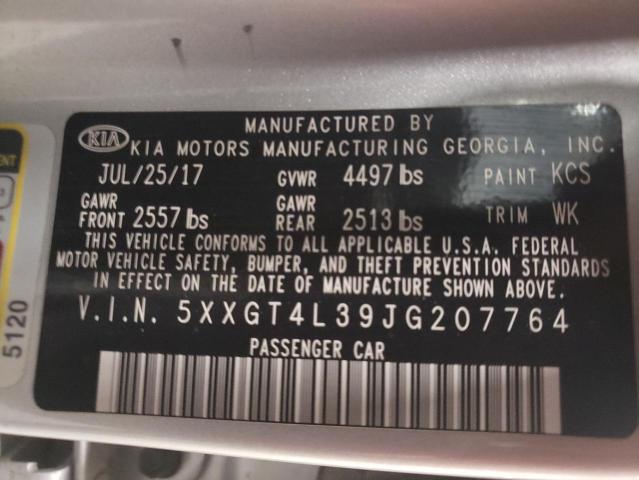 MANUFACTURED BY
KIA KIA MOTORS MANUFACTURING GEORGIA, INC.
JUL/25/17 GVWR 4497 lbs PAINT KCS
GAWR FRONT 2557 lbs GAWR REAR 2513 lbs TRIM WK
THIS VEHICLE CONFORMS TO ALL APPLICABLE U.S.A. FEDERAL
MOTOR VEHICLE SAFETY, BUMPER, AND THEFT PREVENTION STANDARDS
IN EFFECT ON THE DATE OF MANUFACTURE SHOWN ABOVE.
V.I.N. 5XXGT4L39JG207764
PASSENGER CAR
5120